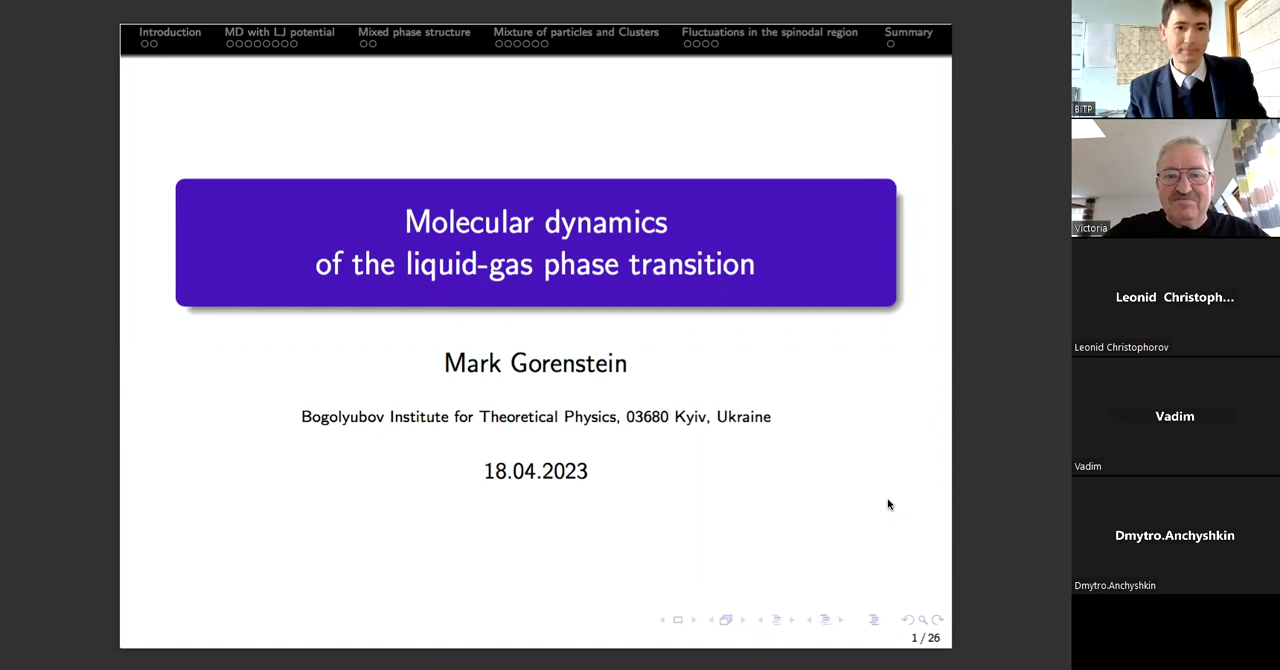 Introduction
MD with LJ potential
Mixed phase structure
Mixture of particles and Clusters
Fluctuations in the spinodal region
Summary
Molecular dynamics
of the liquid-gas phase transition
Mark Gorenstein
Bogolyubov Institute for Theoretical Physics, 03680 Kyiv, Ukraine
18.04.2023
1 / 26
BITP
Victoria
Leonid Christoph...
Leonid Christophorov
Vadim
Vadim
Dmytro.Anchyshkin
Dmytro.Anchyshkin